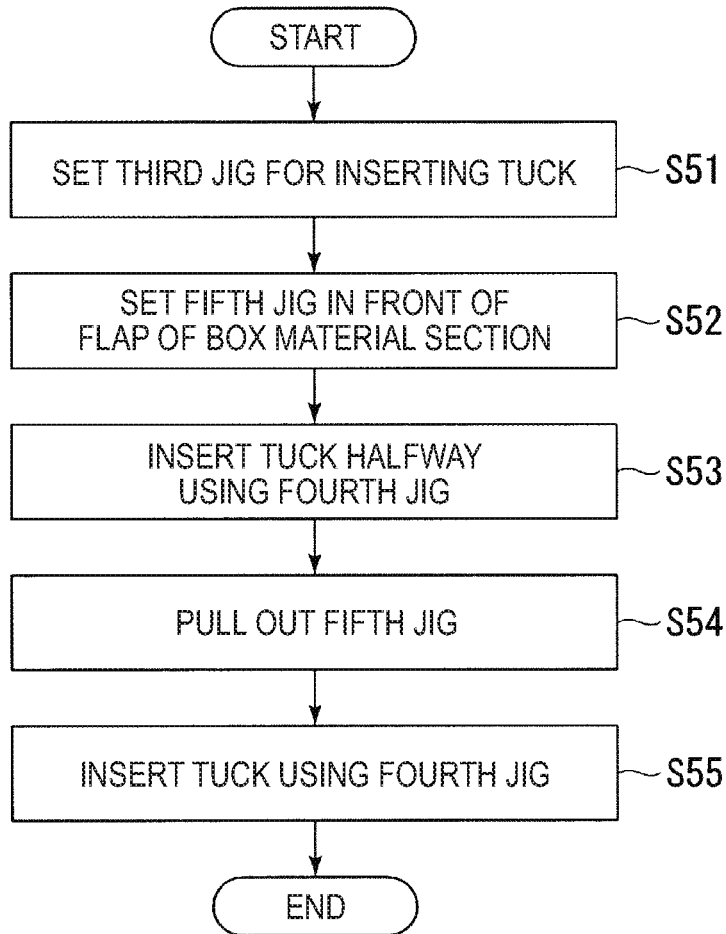 START
SET THIRD JIG FOR INSERTING TUCK
S51
SET FIFTH JIG IN FRONT OF
FLAP OF BOX MATERIAL SECTION
S52
INSERT TUCK HALFWAY
USING FOURTH JIG
S53
PULL OUT FIFTH JIG
S54
INSERT TUCK USING FOURTH JIG
S55
END